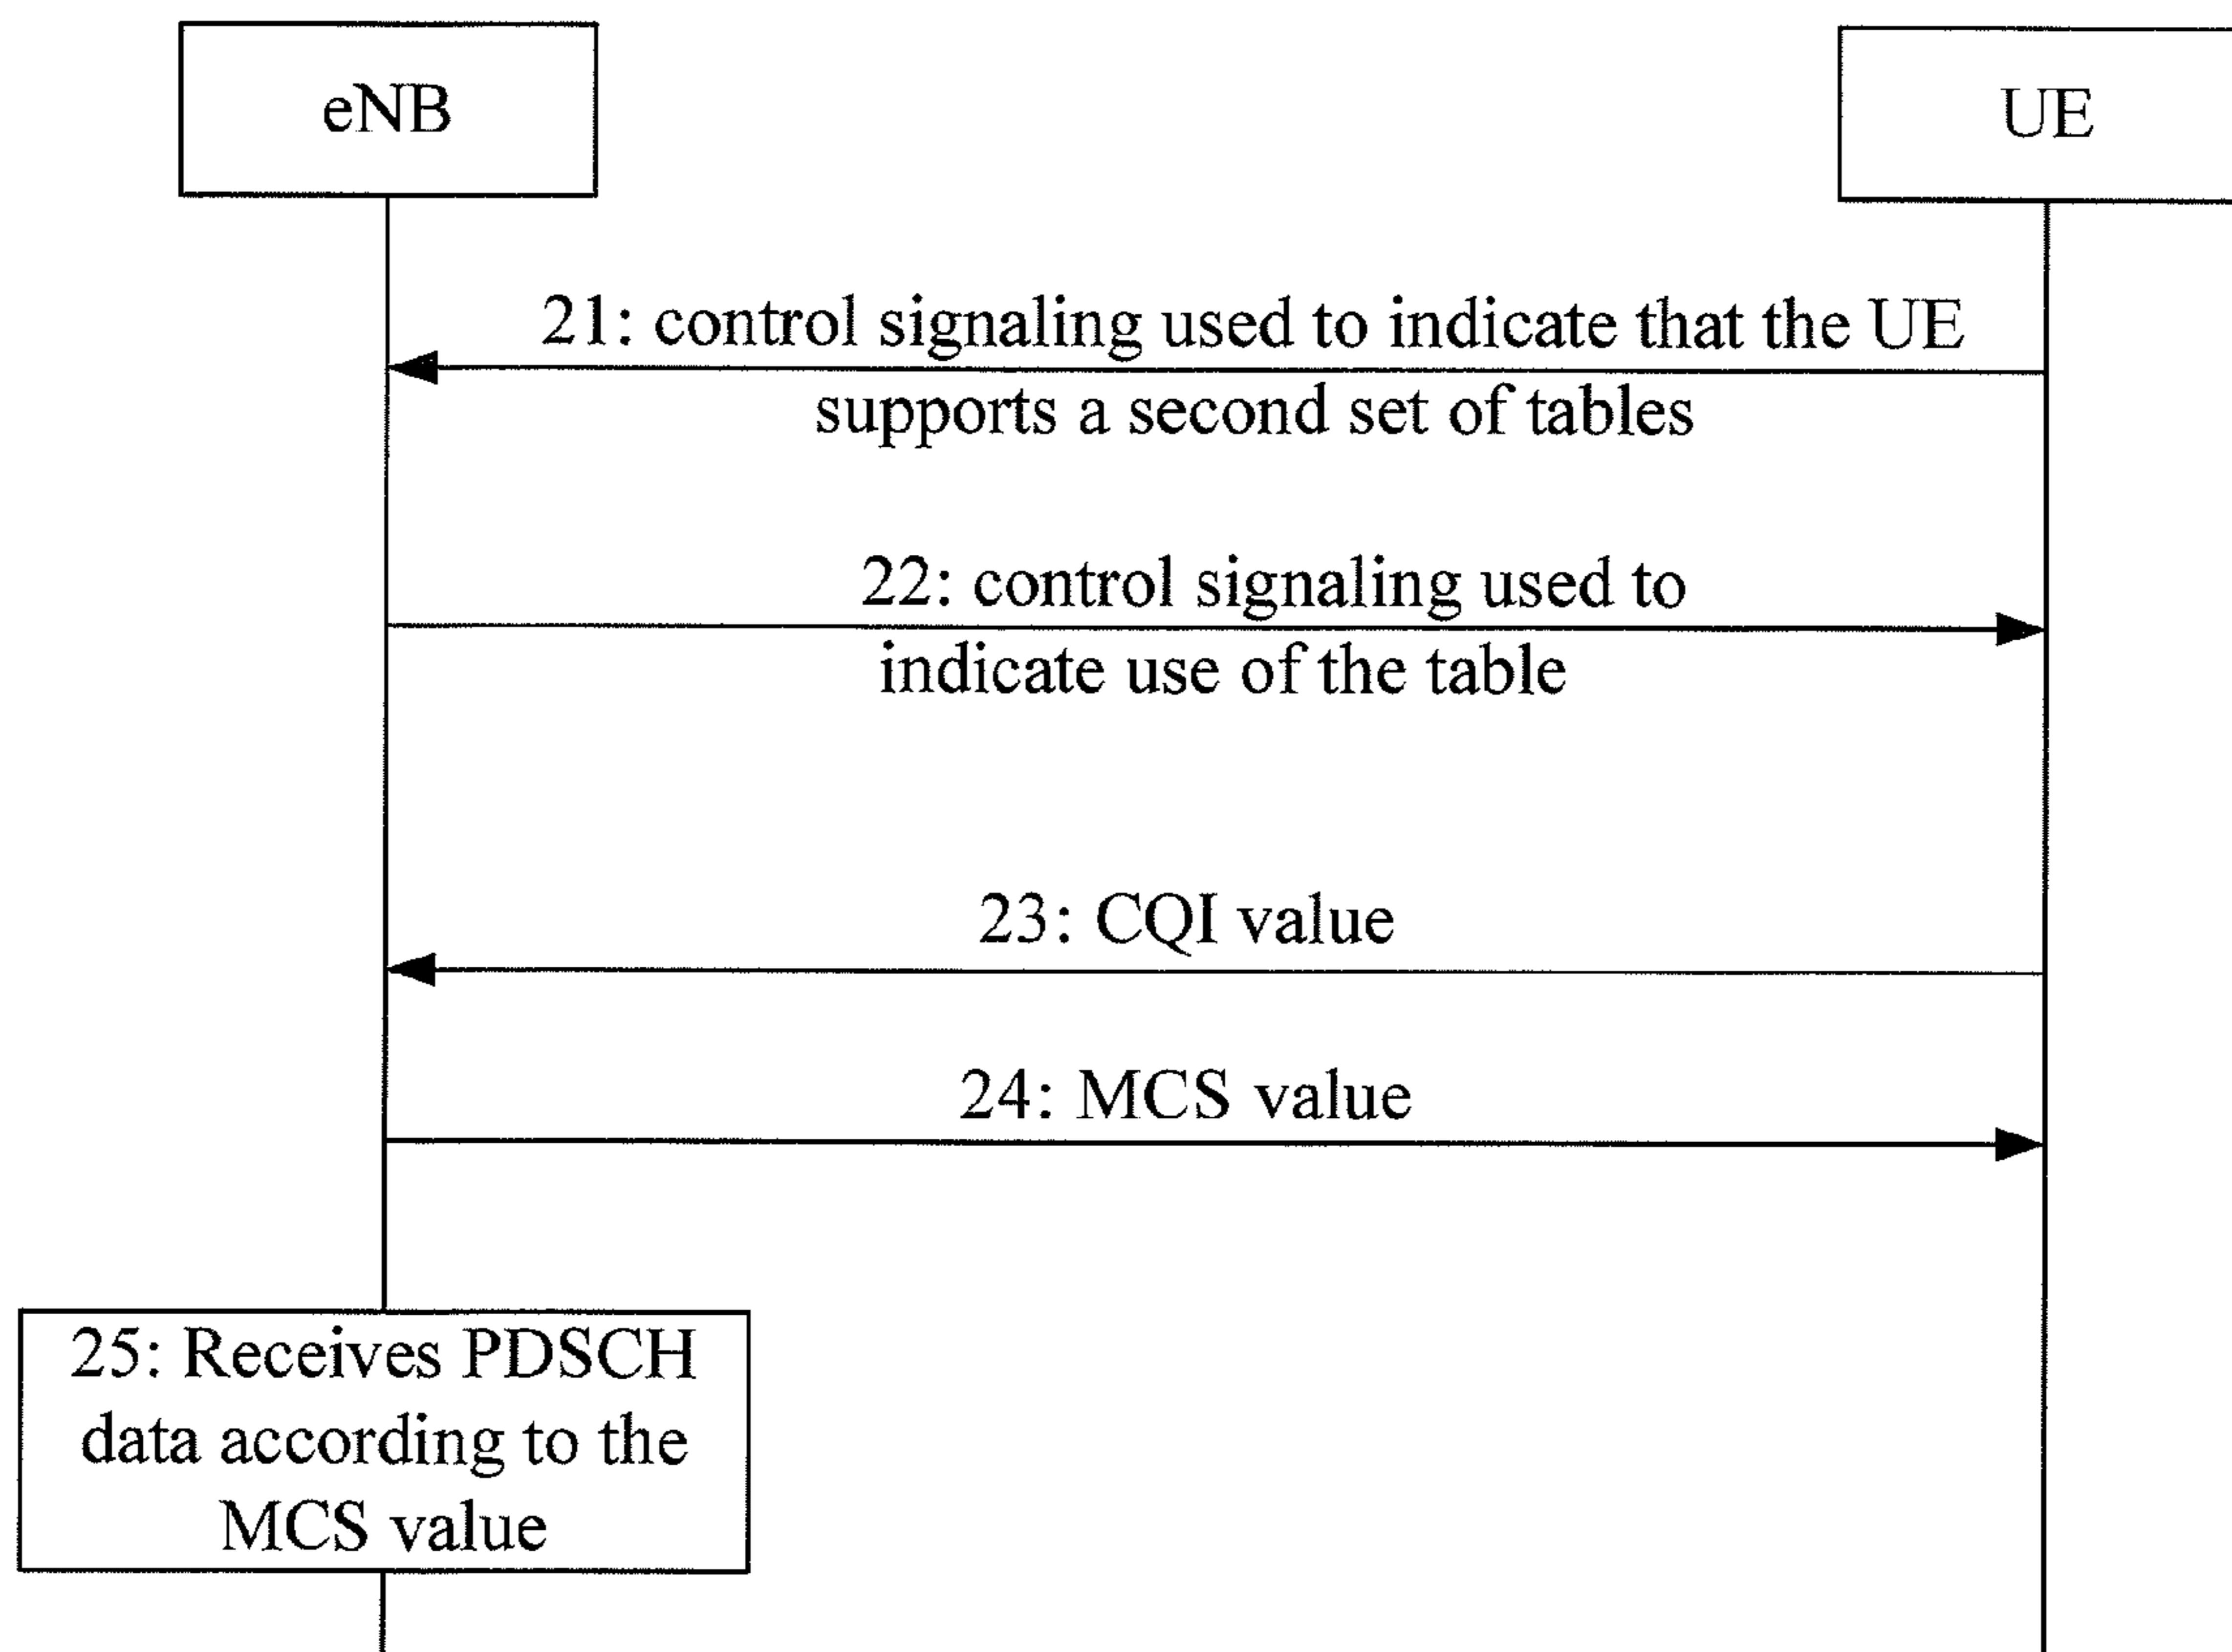 eNB
UE
21: control signaling used to indicate that the UE
supports a second set of tables
22: control signaling used to
indicate use of the table
23: CQI value
24: MCS value
25: Receives PDSCH
data according to the
MCS value